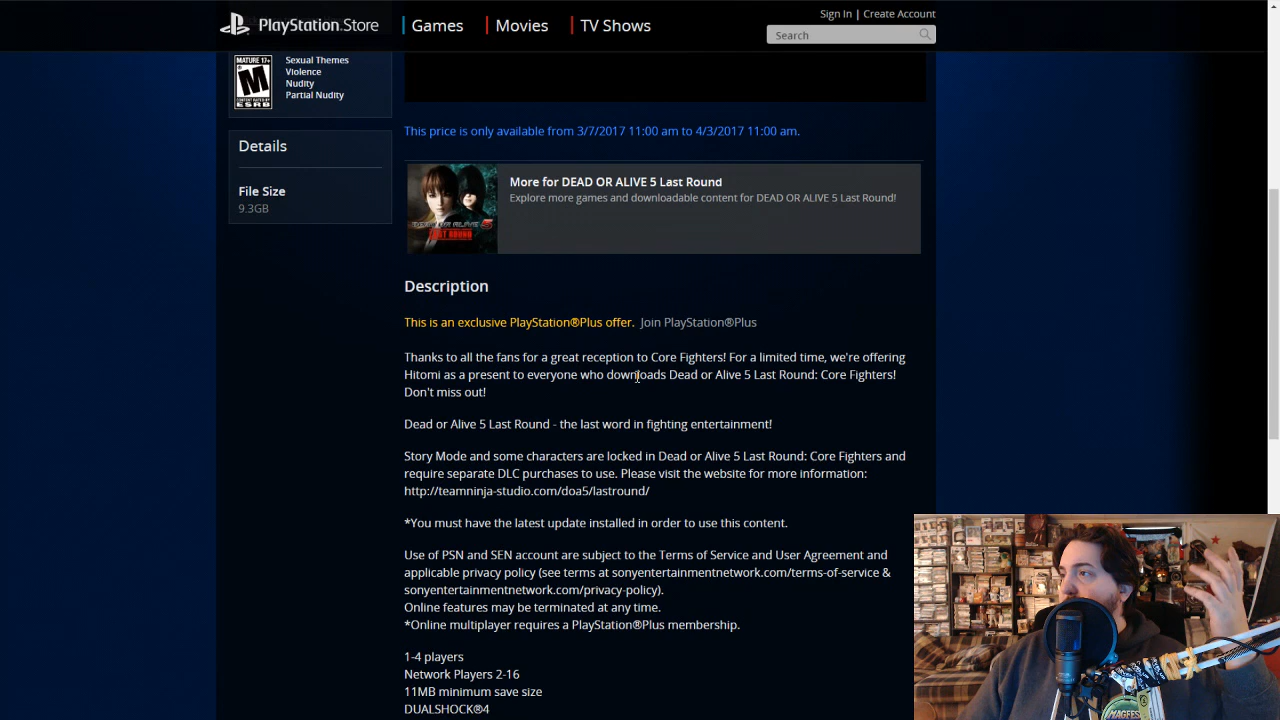 PlayStation.Store
Games
Movies
TV Shows
Sign In | Create Account
Search
MATURE 17+
M
CONTENT RATED BY
ESRB
Sexual Themes
Violence
Nudity
Partial Nudity
Details
File Size
9.3GB
This price is only available from 3/7/2017 11:00 am to 4/3/2017 11:00 am.
DEAD OR ALIVE 5
LAST ROUND
More for DEAD OR ALIVE 5 Last Round
Explore more games and downloadable content for DEAD OR ALIVE 5 Last Round!
Description
This is an exclusive PlayStation®Plus offer. Join PlayStation®Plus
Thanks to all the fans for a great reception to Core Fighters! For a limited time, we're offering
Hitomi as a present to everyone who downloads Dead or Alive 5 Last Round: Core Fighters!
Don't miss out!
Dead or Alive 5 Last Round - the last word in fighting entertainment!
Story Mode and some characters are locked in Dead or Alive 5 Last Round: Core Fighters and
require separate DLC purchases to use. Please visit the website for more information:
http://teamninja-studio.com/doa5/lastround/
*You must have the latest update installed in order to use this content.
Use of PSN and SEN account are subject to the Terms of Service and User Agreement and
applicable privacy policy (see terms at sonyentertainmentnetwork.com/terms-of-service &
sonyentertainmentnetwork.com/privacy-policy).
Online features may be terminated at any time.
*Online multiplayer requires a PlayStation®Plus membership.
1-4 players
Network Players 2-16
11MB minimum save size
DUALSHOCK®4
MAGFEST